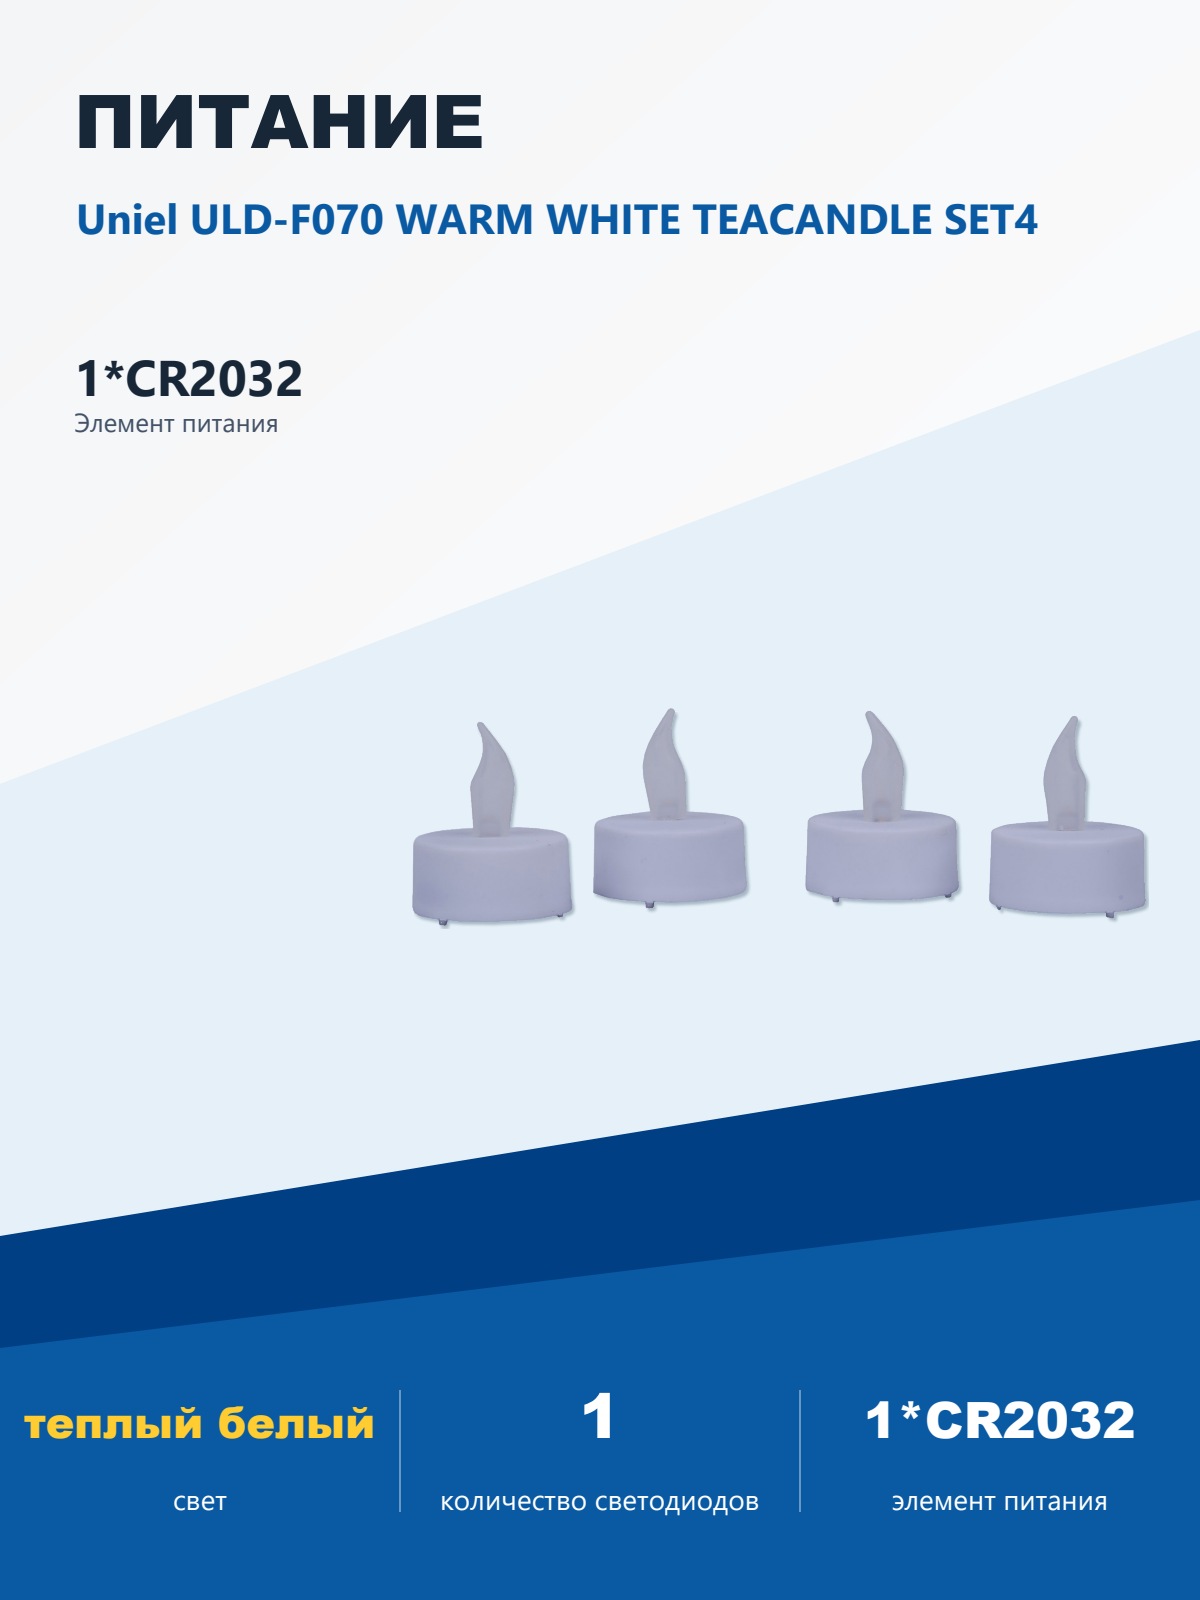 ПИТАНИЕ
Uniel ULD-F070 WARM WHITE TEACANDLE SET4
1*CR2032
Элемент питания
теплый белый
свет
1
количество светодиодов
1*CR2032
элемент питания